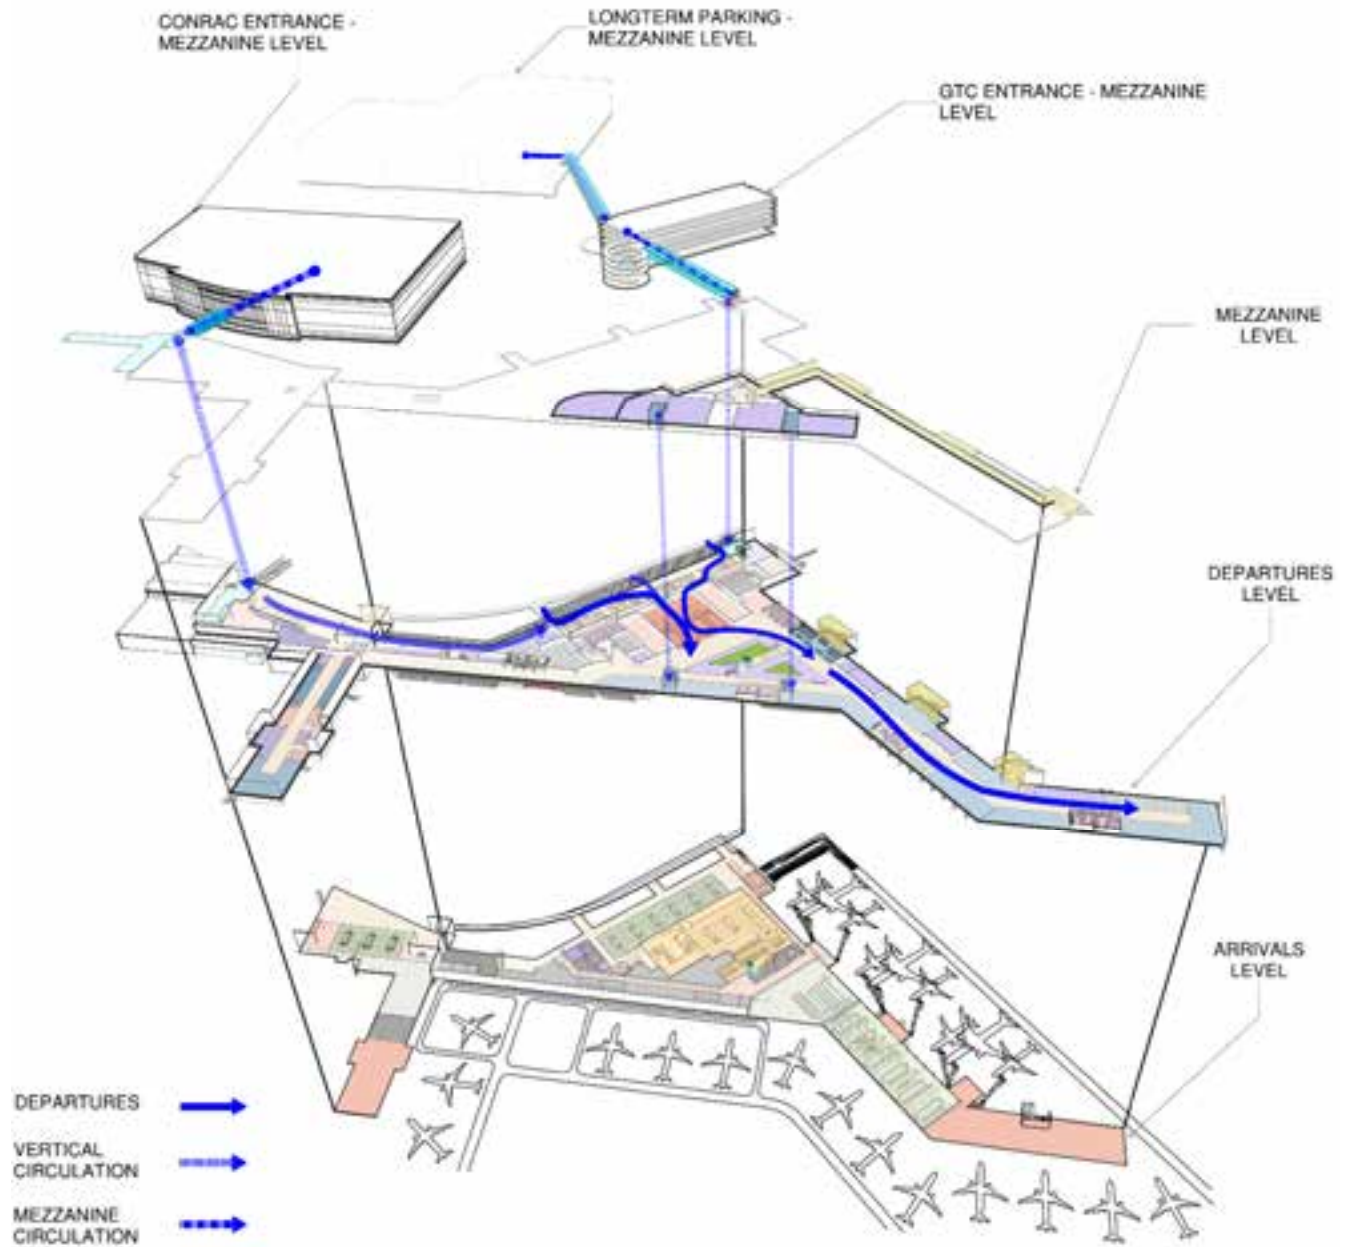 CONRAC ENTRANCE -
MEZZANINE LEVEL
LONGTERM PARKING -
MEZZANINE LEVEL
GTC ENTRANCE - MEZZANINE
LEVEL
MEZZANINE
LEVEL
DEPARTURES
LEVEL
ARRIVALS
LEVEL
DEPARTURES
VERTICAL
CIRCULATION
MEZZANINE
CIRCULATION